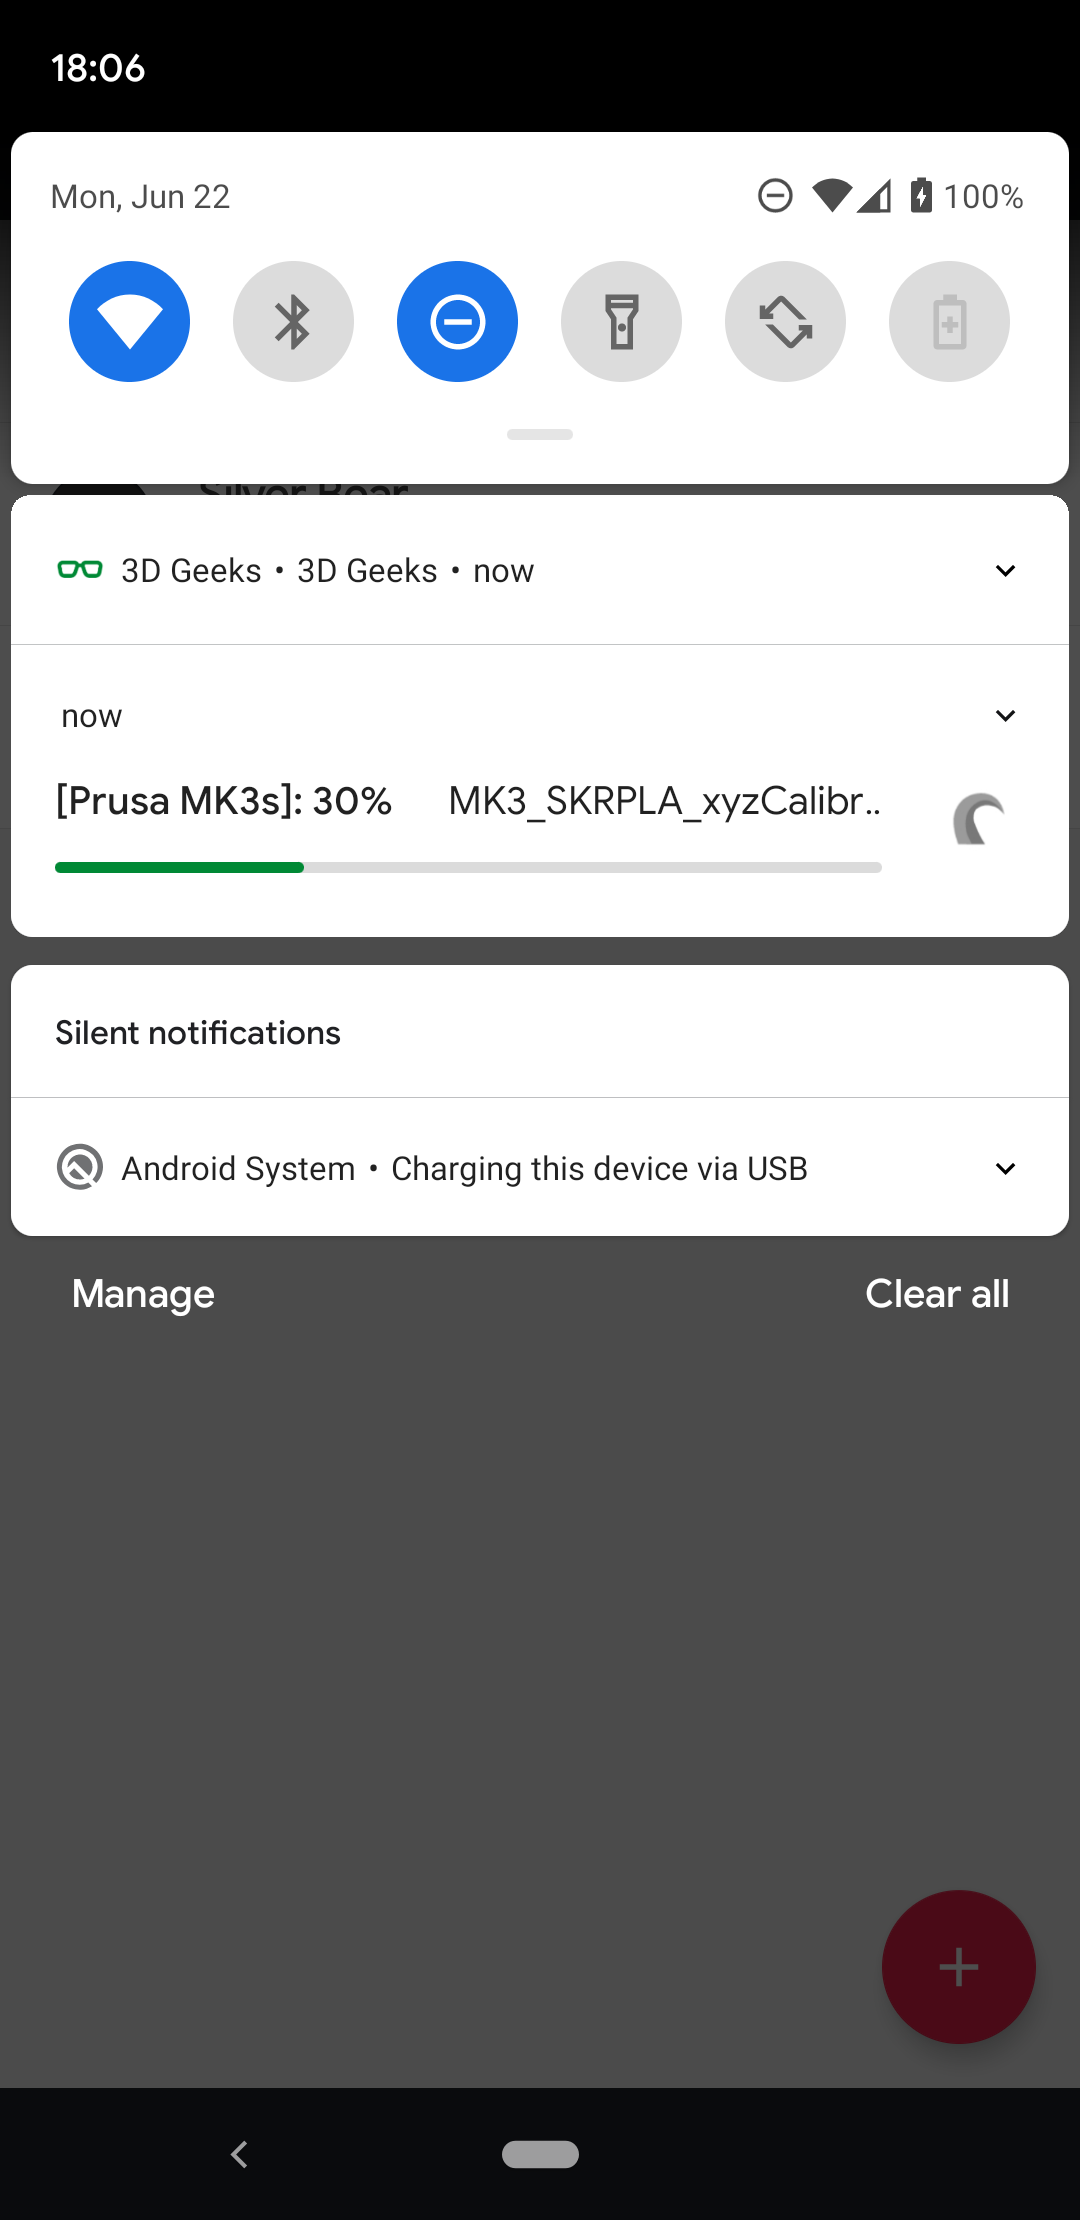 18:06
Mon, Jun 22 100%
3D Geeks • 3D Geeks • now
now
[Prusa MK3s]: 30% MK3_SKRPLA_xyzCalibr..
Silent notifications
Android System • Charging this device via USB
Manage Clear all